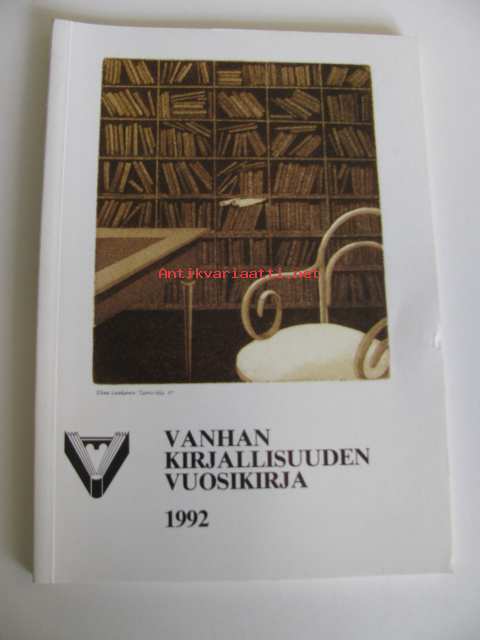 Antikvariaatti.net
VANHAN
KIRJALLISUUDEN
VUOSIKIRJA
1992